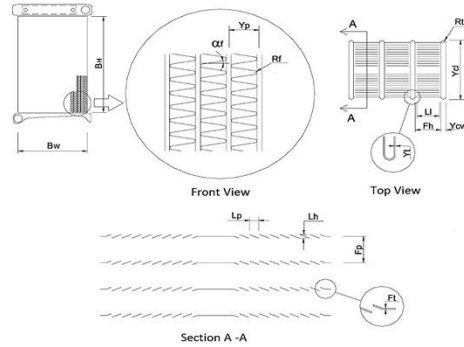 BH
Bw
αf
Yp
Rf
Front View
A
A
Rt
Ycl
Ll
Fh
Ycw
Yt
Top View
Lp
Lh
Fp
Ft
Section A -A